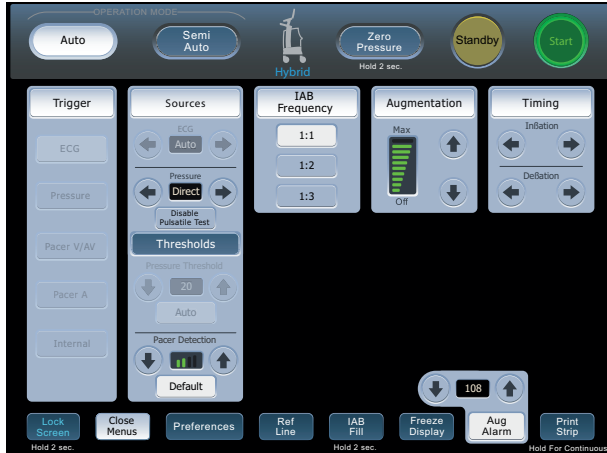 OPERATION MODE
Auto
Semi
Auto
Hybrid
Zero
Pressure
Hold 2 sec.
Standby
Start
Trigger
ECG
Pressure
Pacer V/AV
Pacer A
Internal
Sources
ECG
Auto
Pressure
Direct
Disable
Pulsatile Test
Thresholds
Pressure Threshold
20
Auto
Pacer Detection
Default
IAB
Frequency
1:1
1:2
1:3
Augmentation
Max
Off
Timing
Inßation
Deßation
108
Lock
Screen
Hold 2 sec.
Close
Menus
Preferences
Ref
Line
IAB
Fill
Hold 2 sec.
Freeze
Display
Aug
Alarm
Print
Strip
Hold For Continuous